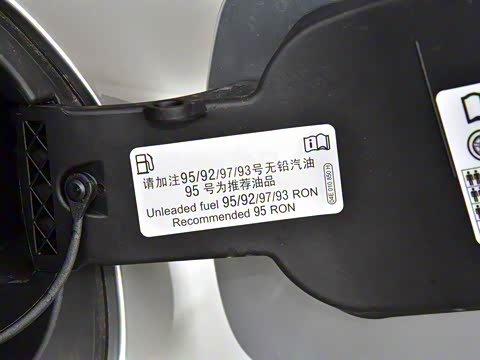 请加注95/92/97/93号无铅汽油
95 号为推荐油品
Unleaded fuel 95/92/97/93 RON
Recommended 95 RON